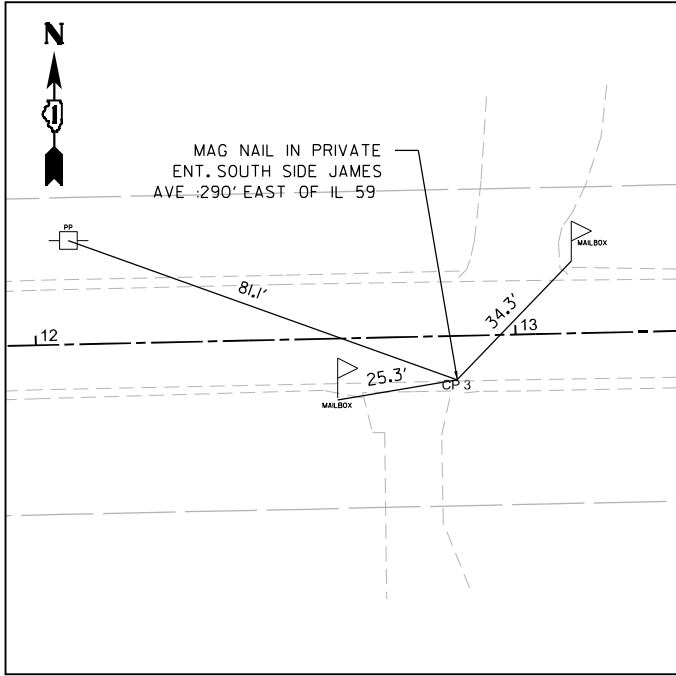 N
MAG NAIL IN PRIVATE
ENT. SOUTH SIDE JAMES
AVE :290' EAST OF IL 59
PP
MAILBOX
81.1'
34.3'
12
13
25.3'
CP 3
MAILBOX